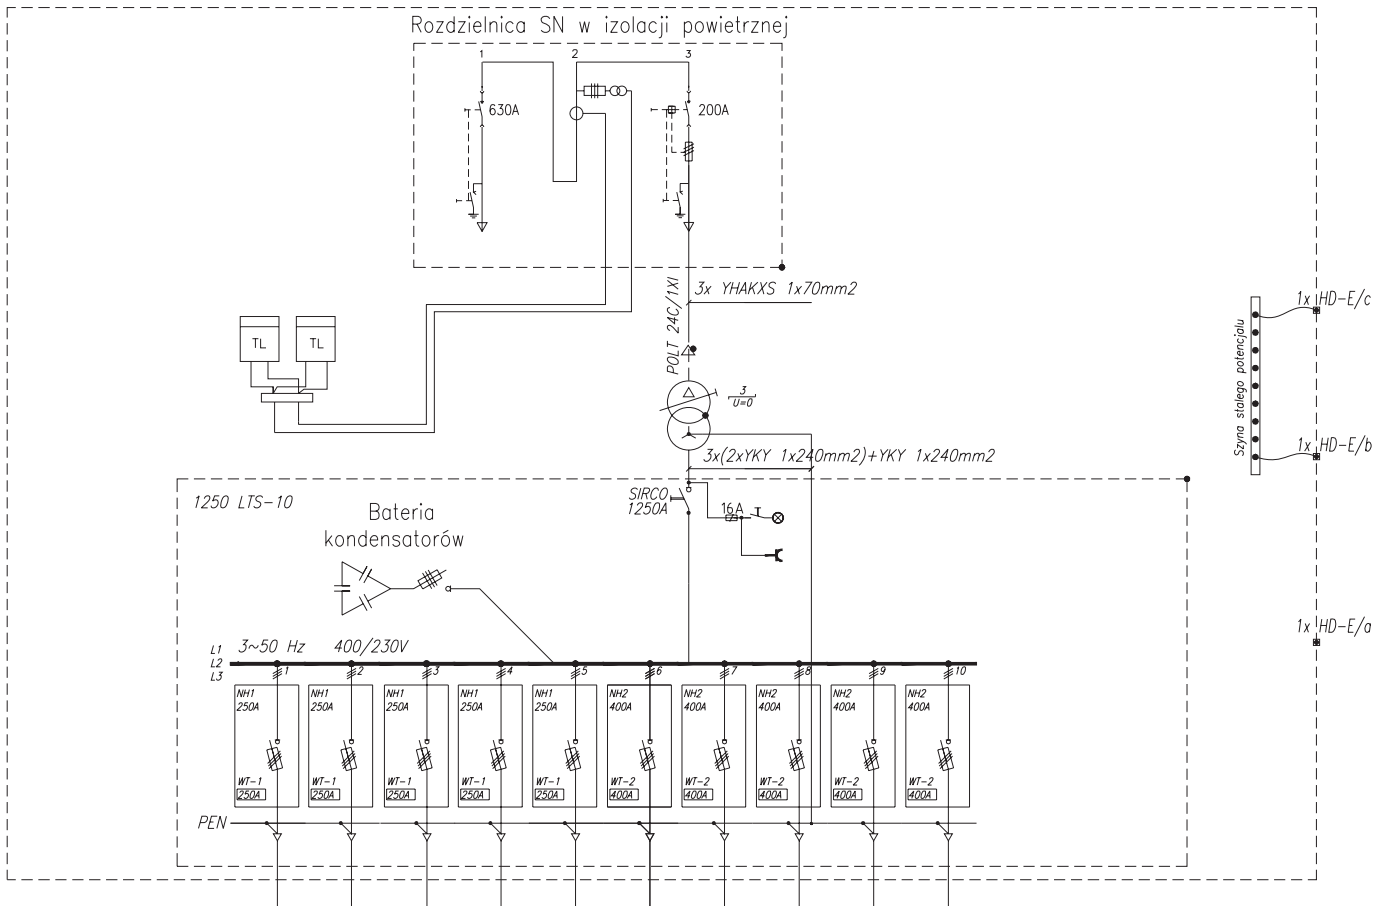 Rozdzielnica SN w izolacji powietrznej
1 2 3
630A
200A
3x YHAKXS 1x70mm2
POLT 24C/1XI
TL TL
3
U=0
3x(2xYKY 1x240mm2)+YKY 1x240mm2
Szyna stalego potencjalu
1x HD-E/c
1x HD-E/b
1x HD-E/a
1250 LTS-10
Bateria
kondensatorów
SIRCO
1250A
16A
L1
L2
L3
3~50 Hz 400/230V
1 2 3 4 5 6 7 8 9 10
NH1 NH1 NH1 NH1 NH1 NH2 NH2 NH2 NH2 NH2
250A 250A 250A 250A 250A 400A 400A 400A 400A 400A
WT-1 WT-1 WT-1 WT-1 WT-1 WT-2 WT-2 WT-2 WT-2 WT-2
250A 250A 250A 250A 250A 400A 400A 400A 400A 400A
PEN